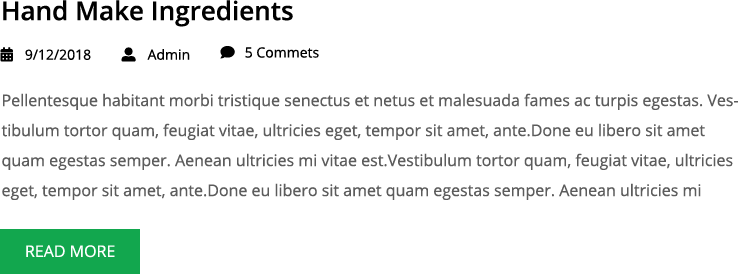 Hand Make Ingredients
9/12/2018 Admin 5 Commets
Pellentesque habitant morbi tristique senectus et netus et malesuada fames ac turpis egestas. Ves-
tibulum tortor quam, feugiat vitae, ultricies eget, tempor sit amet, ante.Done eu libero sit amet
quam egestas semper. Aenean ultricies mi vitae est.Vestibulum tortor quam, feugiat vitae, ultricies
eget, tempor sit amet, ante.Done eu libero sit amet quam egestas semper. Aenean ultricies mi
READ MORE